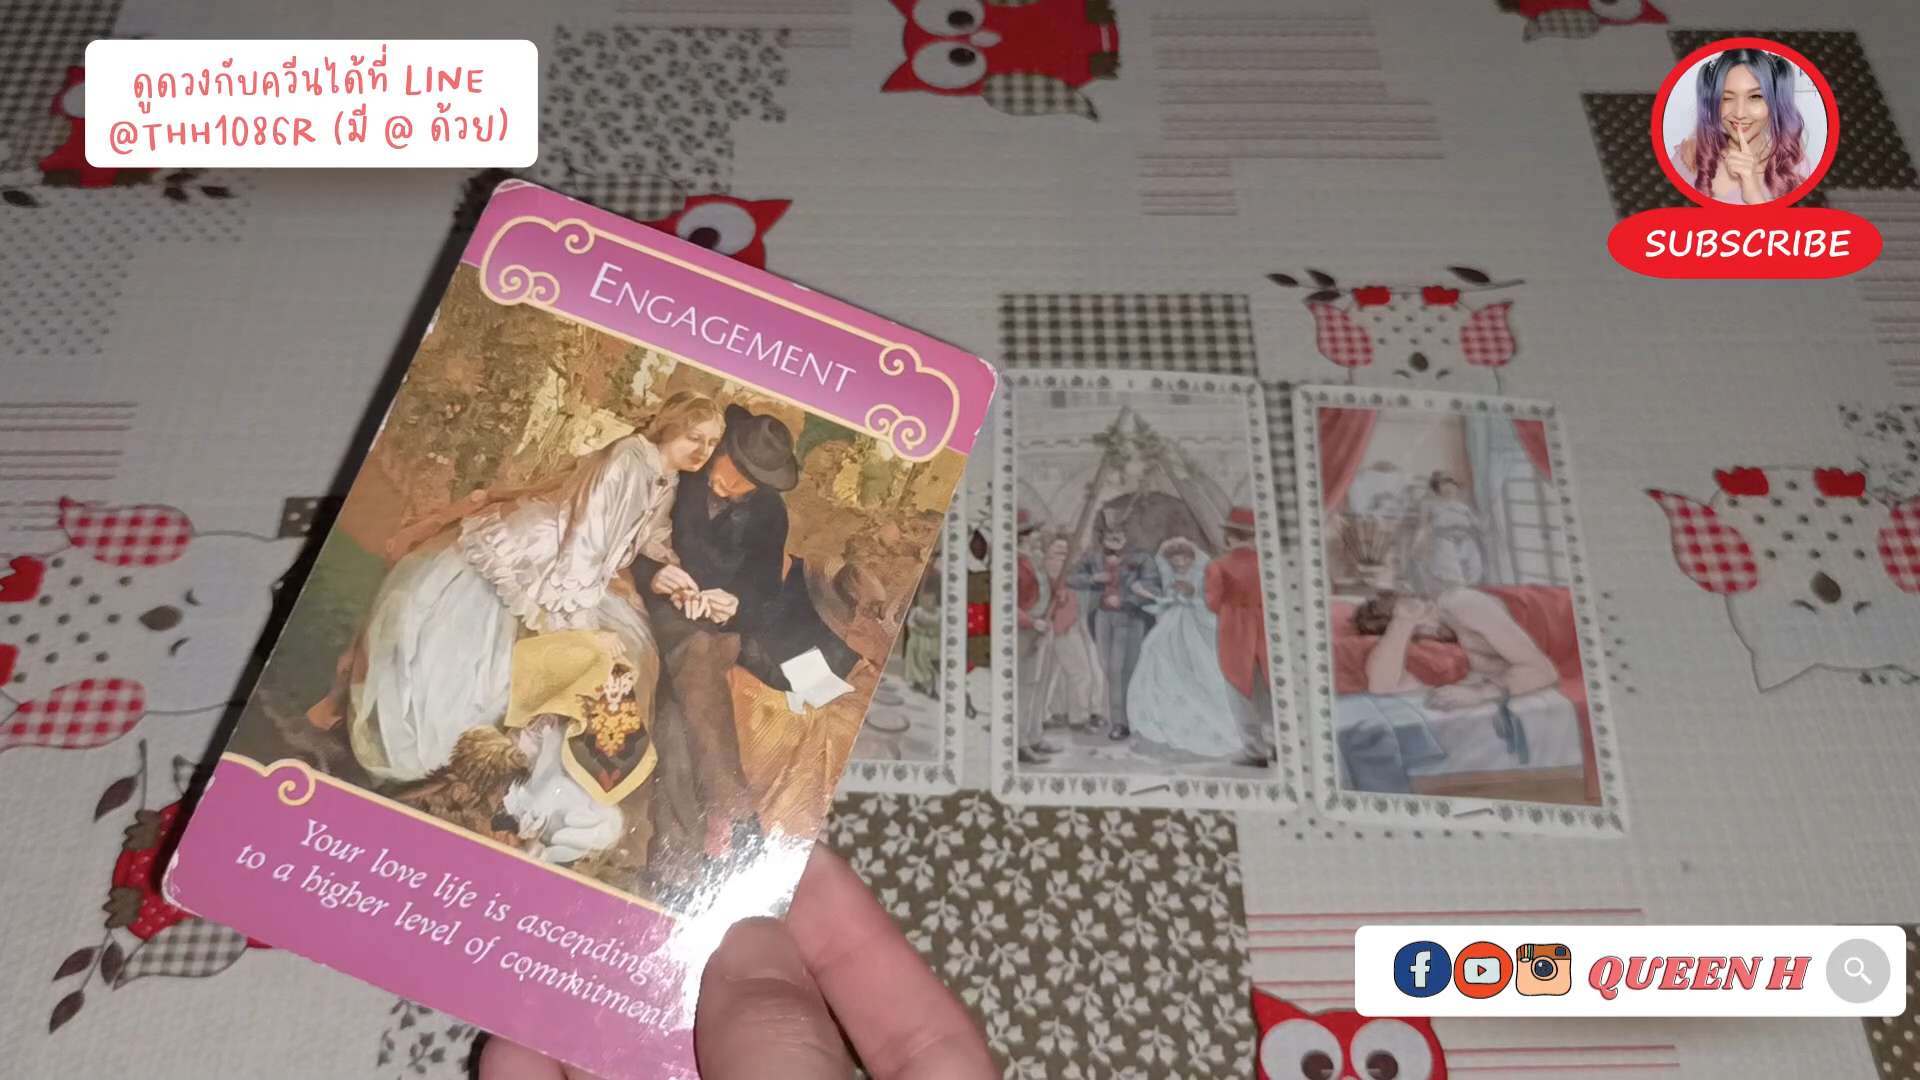 ดูดวงกับควีนได้ที่ LINE
@THH1086R (มี @ ด้วย)
SUBSCRIBE
ENGAGEMENT
Your love life is ascending
to a higher level of commitment
QUEEN H